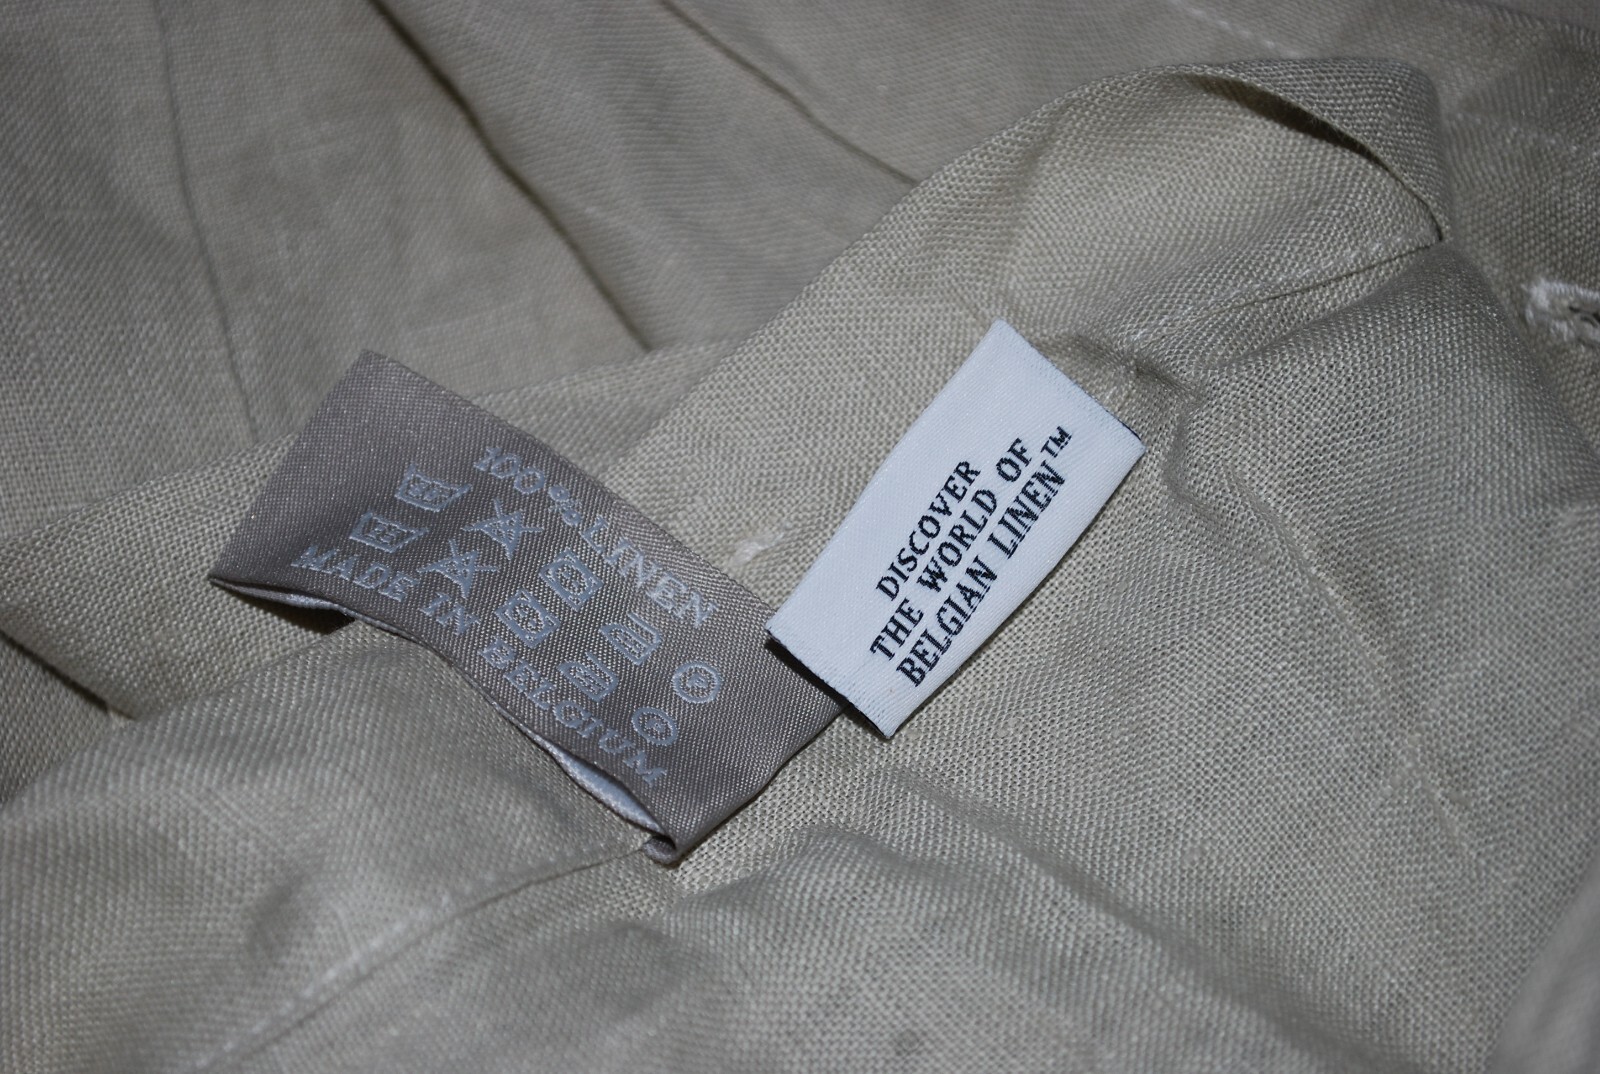 100% LINEN
MADE IN BELGIUM
DISCOVER
THE WORLD OF
BELGIAN LINEN™